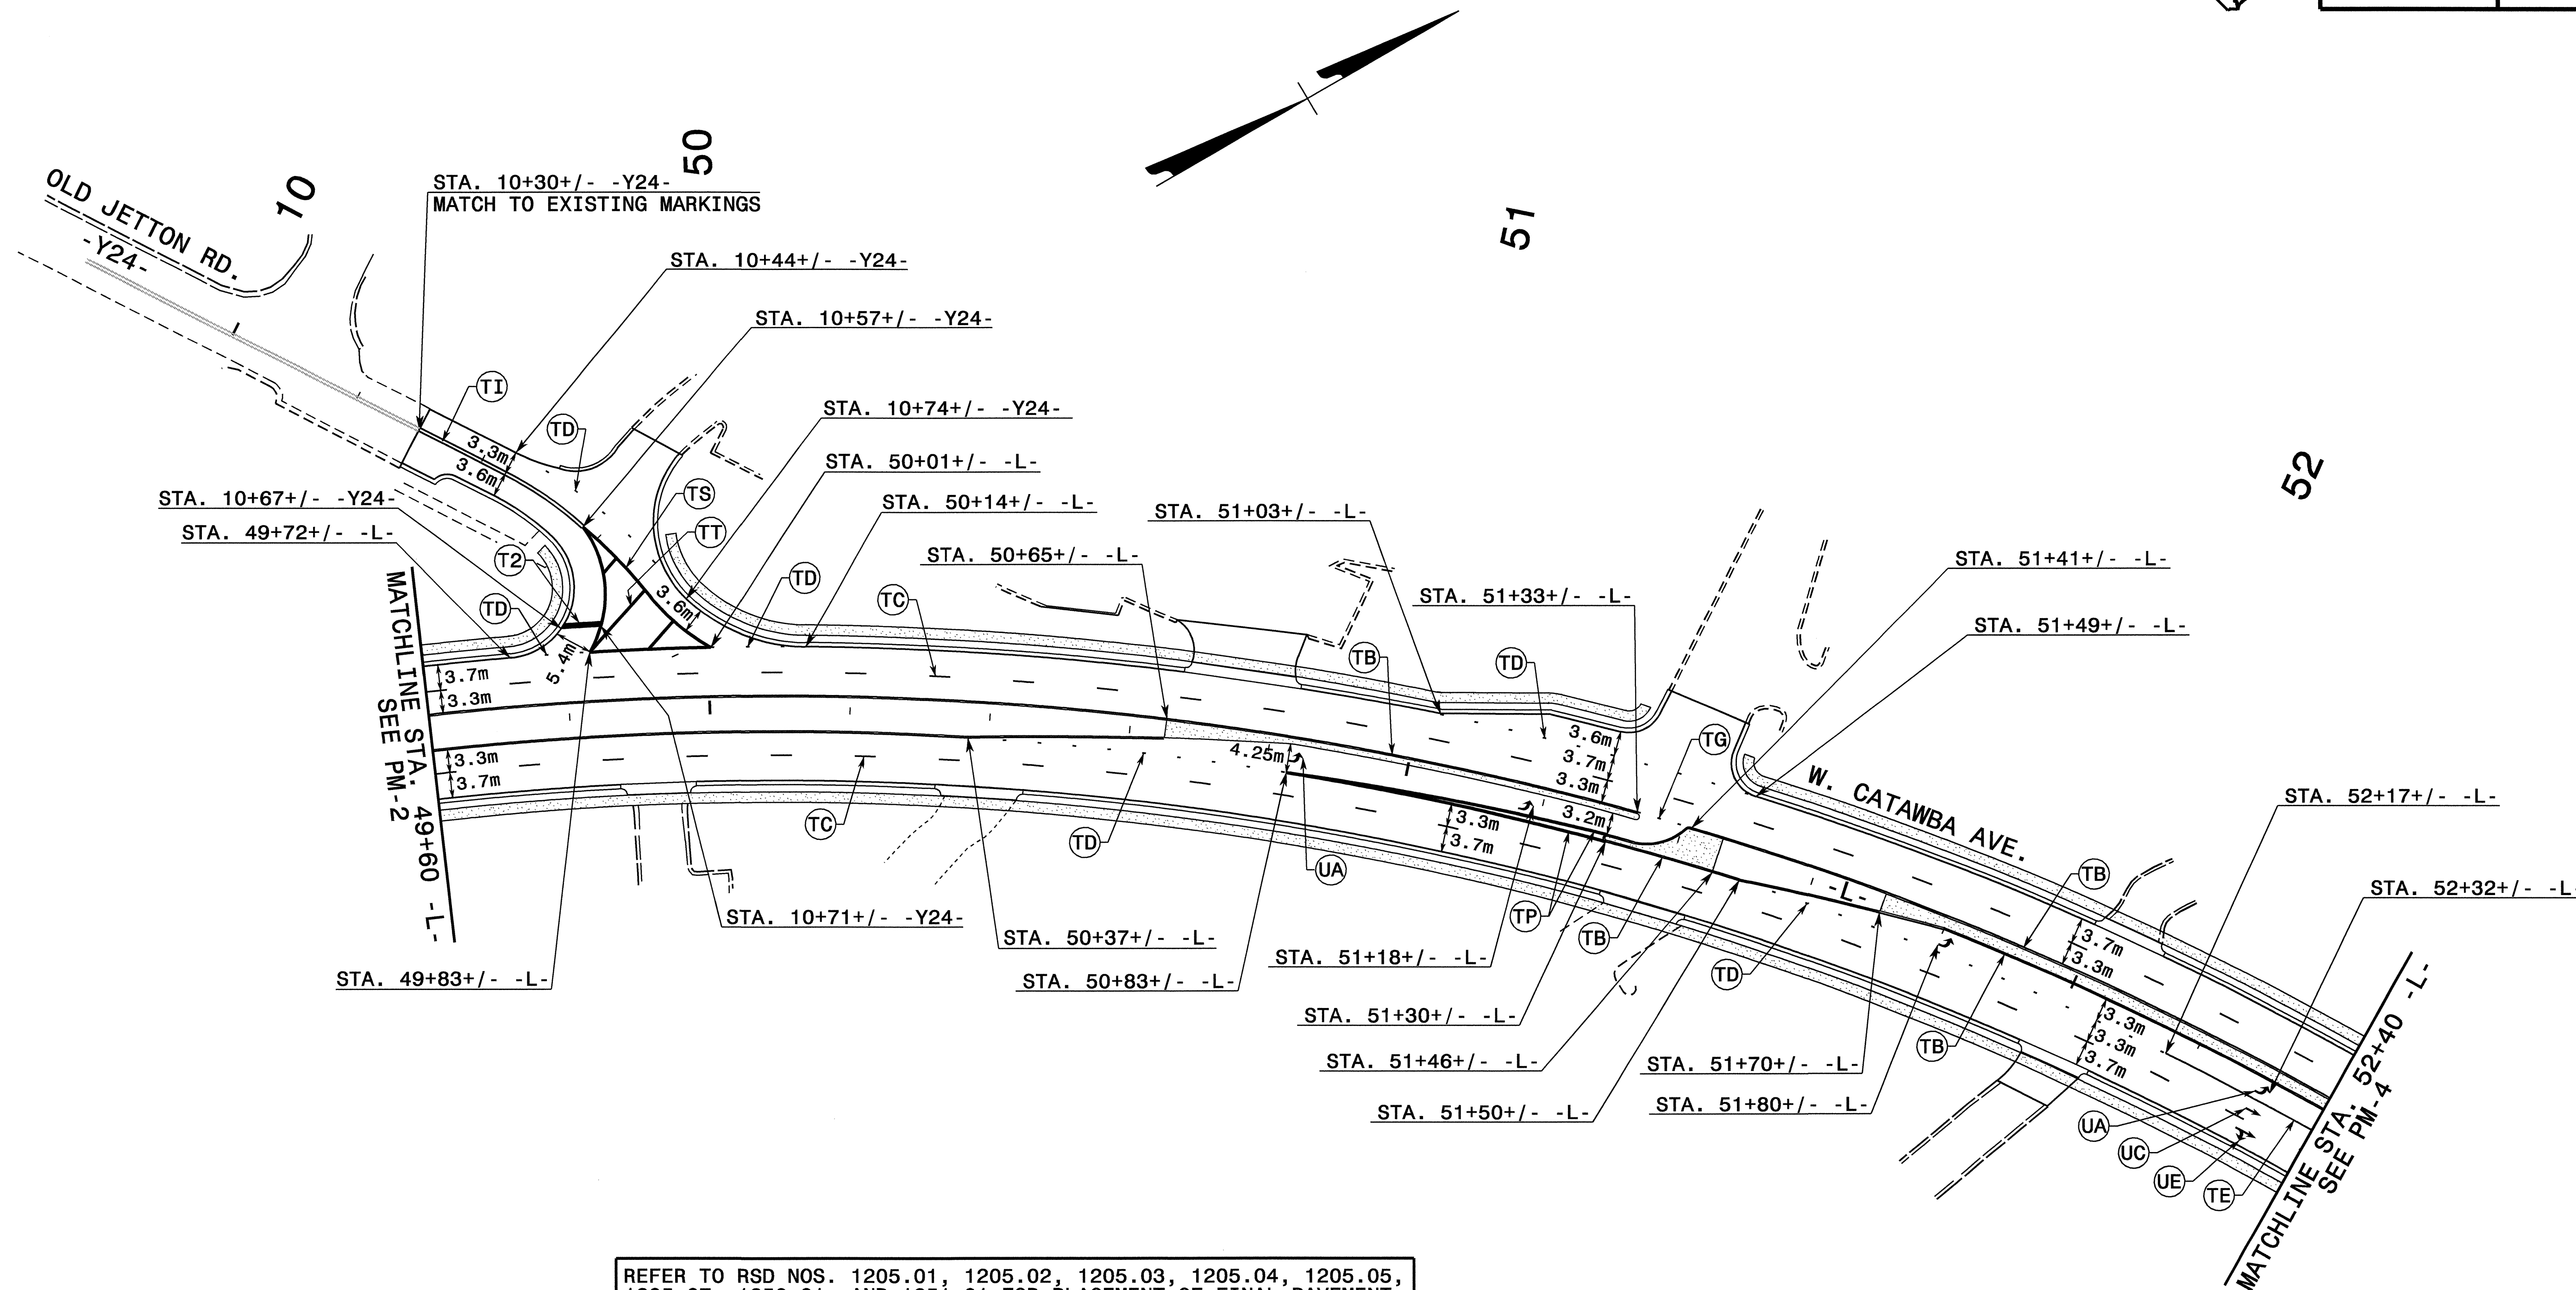 50
10
51
52
OLD JETTON RD.
-Y24-
STA. 10+30+/- -Y24-
MATCH TO EXISTING MARKINGS
STA. 10+44+/- -Y24-
STA. 10+57+/- -Y24-
TI
TD
3.3m
3.6m
STA. 10+74+/- -Y24-
STA. 50+01+/- -L-
STA. 10+67+/- -Y24-
STA. 49+72+/- -L-
TS
TT
STA. 50+14+/- -L-
STA. 51+03+/- -L-
STA. 50+65+/- -L-
STA. 51+41+/- -L-
T2
TD
TD
TC
3.6m
5.4m
STA. 51+33+/- -L-
STA. 51+49+/- -L-
MATCHLINE STA. 49+60 -L-
SEE PM-2
3.7m
3.3m
3.3m
3.7m
TB
TD
3.6m
3.7m
3.3m
TG
4.25m
3.2m
3.3m
3.7m
W. CATAWBA AVE.
STA. 52+17+/- -L-
TC
TD
UA
-L-
TB
STA. 52+32+/- -L
STA. 10+71+/- -Y24-
STA. 50+37+/- -L-
TP
TB
TD
3.7m
3.3m
STA. 49+83+/- -L-
STA. 50+83+/- -L-
STA. 51+18+/- -L-
STA. 51+30+/- -L-
STA. 51+46+/- -L-
STA. 51+50+/- -L-
STA. 51+70+/- -L-
STA. 51+80+/- -L-
TB
3.3m
3.3m
3.7m
UA
UC
UE
TE
MATCHLINE STA. 52+40 -L-
SEE PM-4
REFER TO RSD NOS. 1205.01, 1205.02, 1205.03, 1205.04, 1205.05,